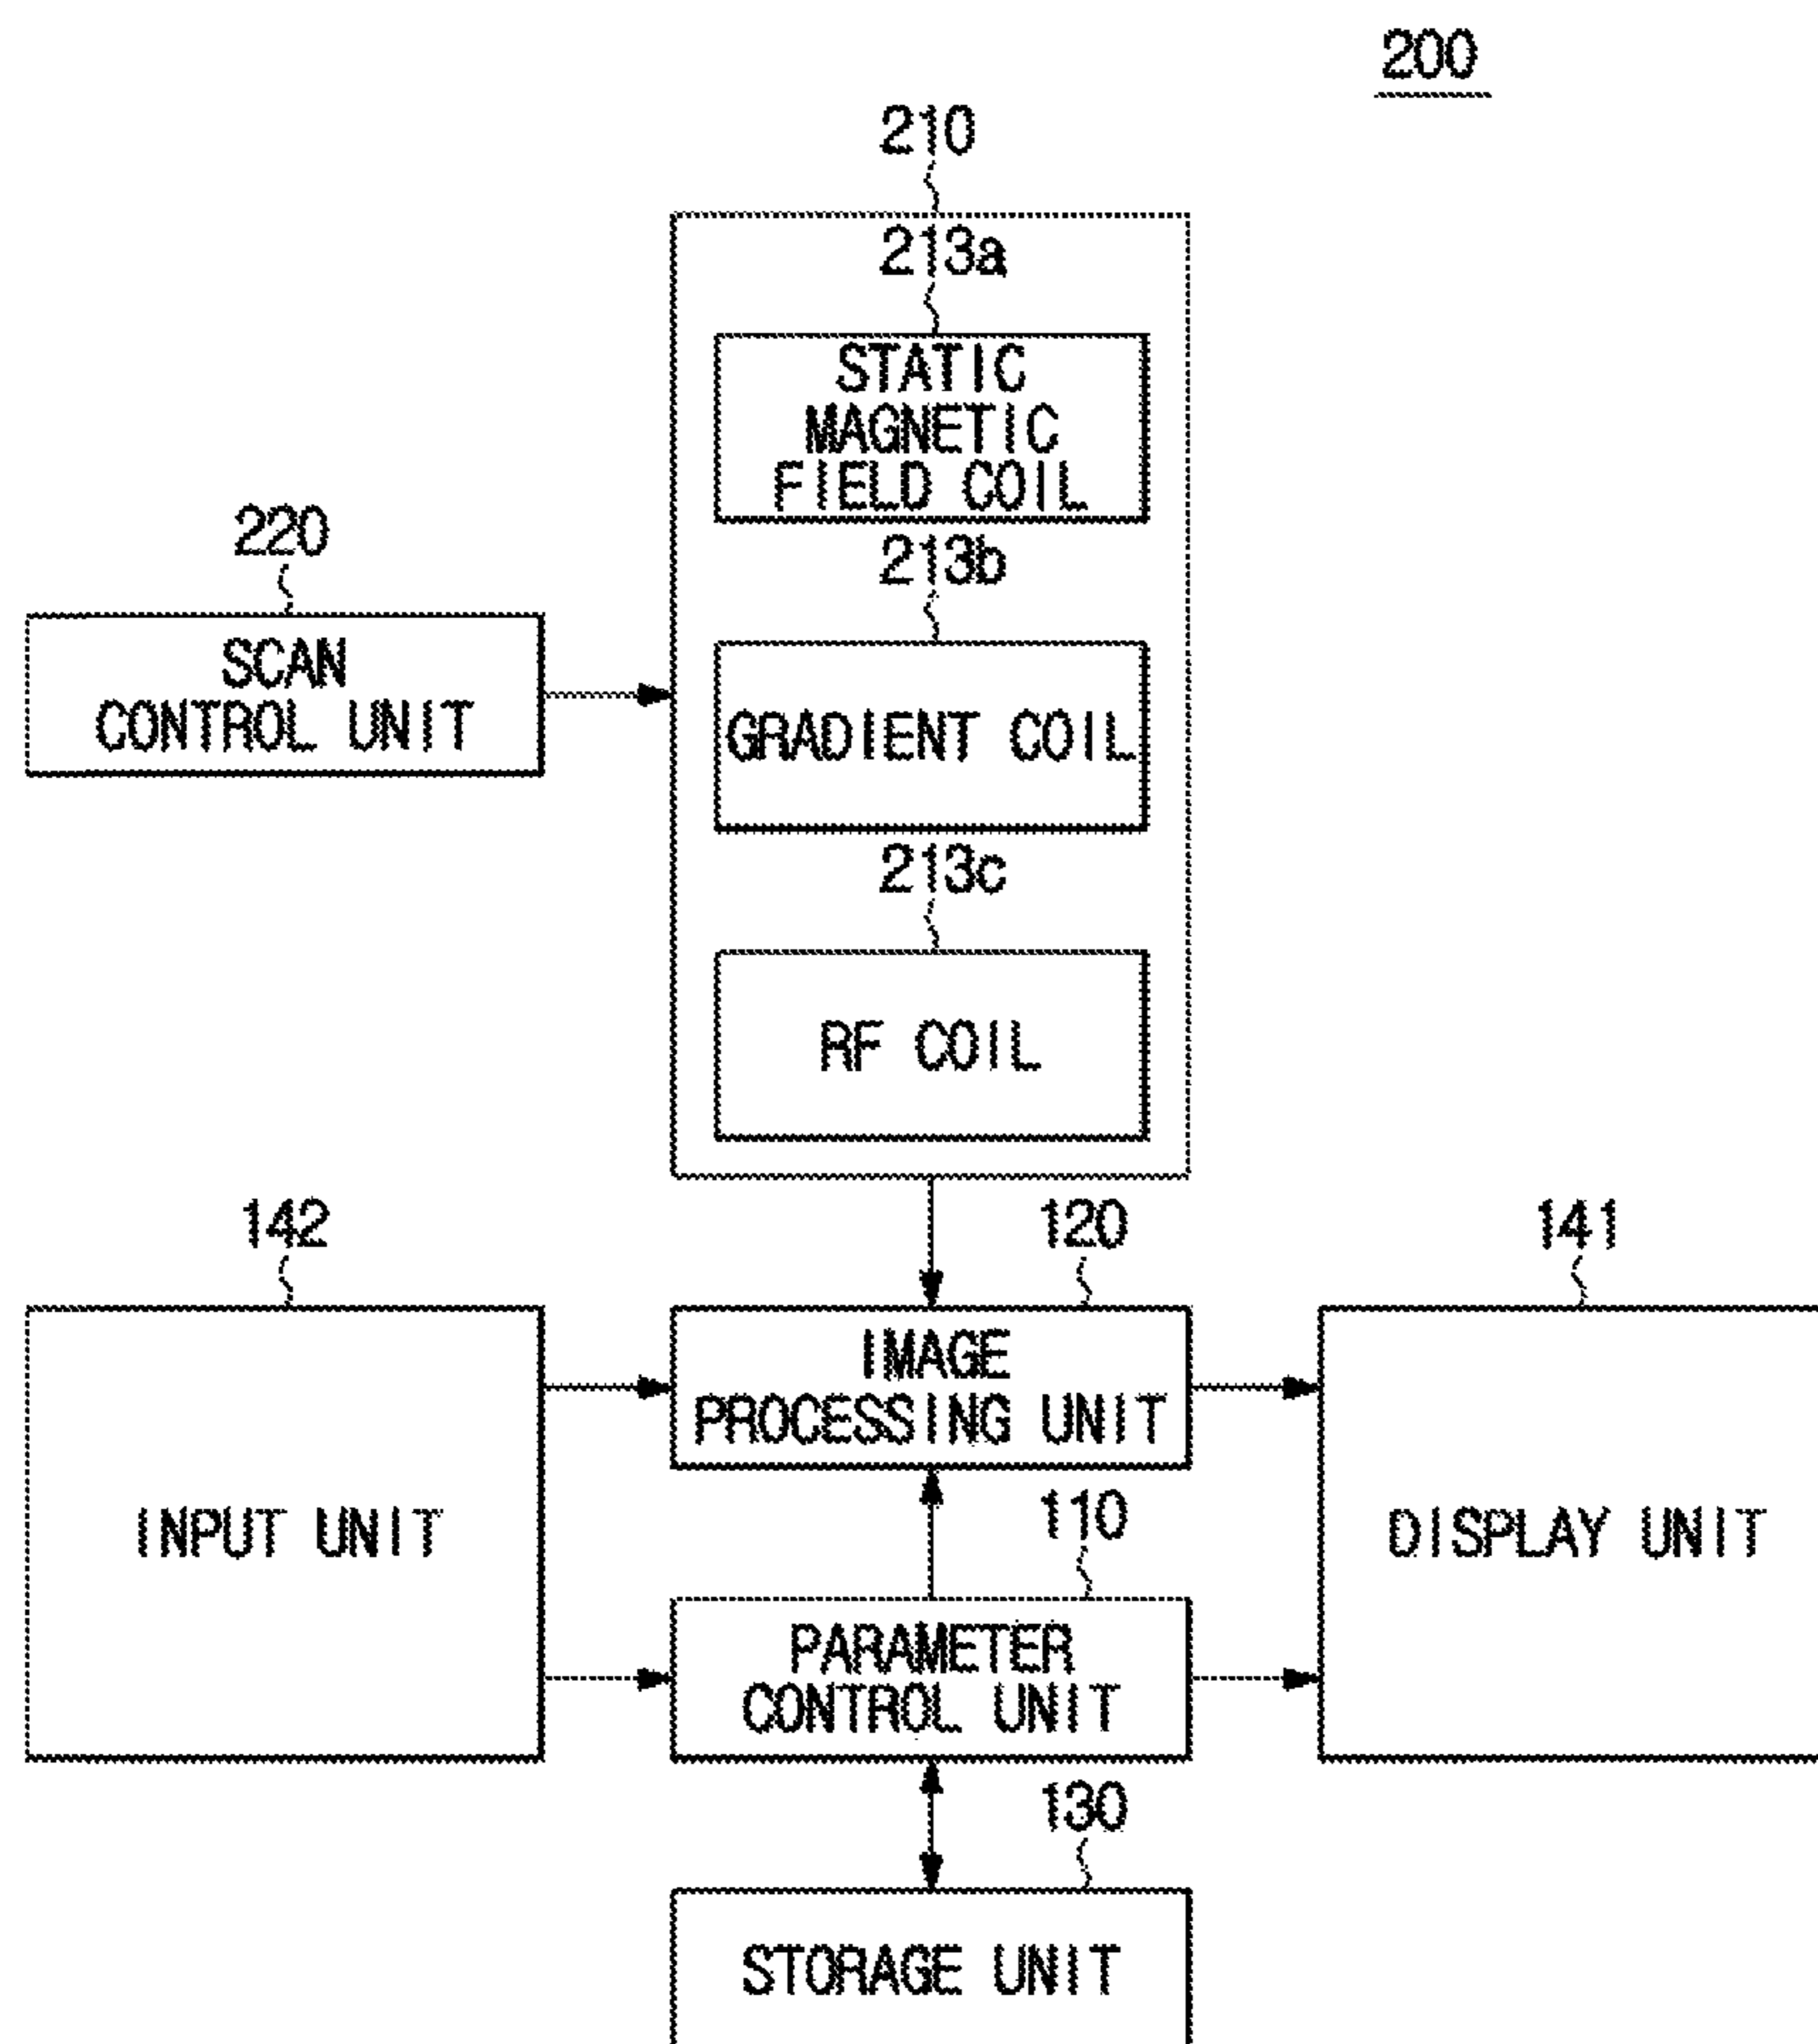 200
210
213a
STATIC
MAGNETIC
FIELD COIL
220
SCAN
CONTROL UNIT
213b
GRADIENT COIL
213c
RF COIL
142
INPUT UNIT
120
IMAGE
PROCESSING UNIT
141
DISPLAY UNIT
110
PARAMETER
CONTROL UNIT
130
STORAGE UNIT